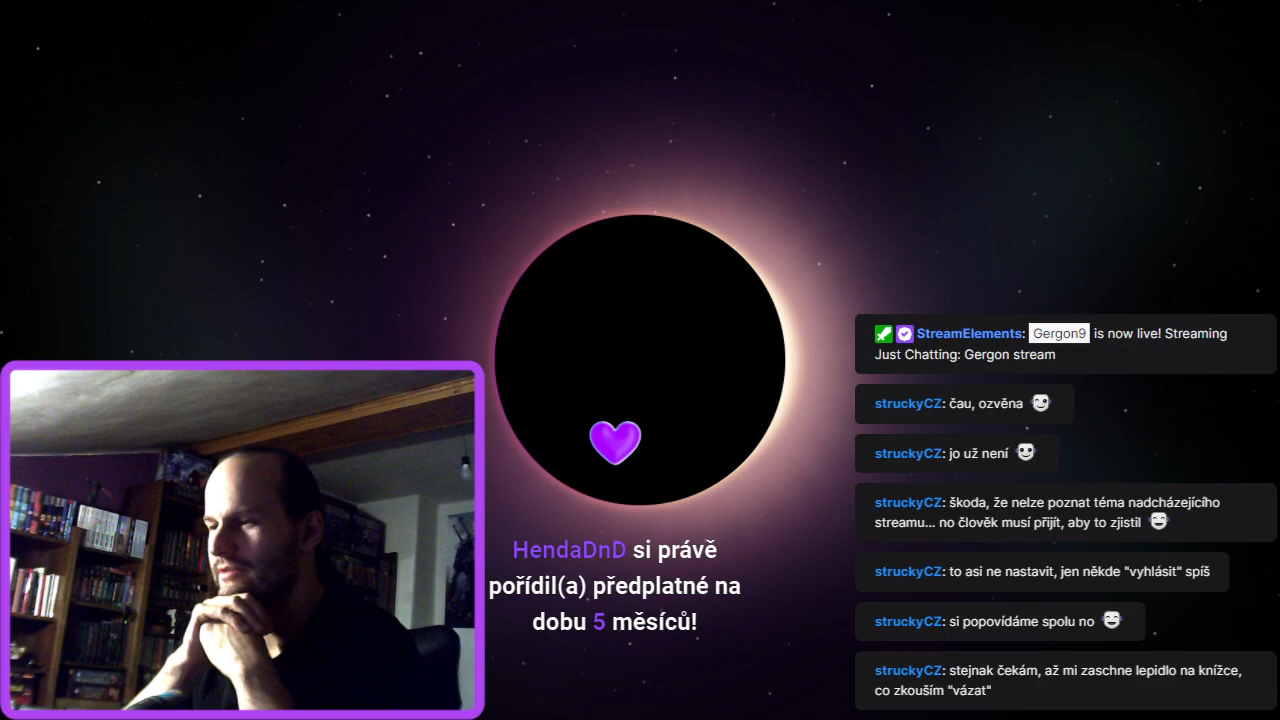 StreamElements: Gergon9 is now live! Streaming
Just Chatting: Gergon stream
struckyCZ: čau, ozvěna
struckyCZ: jo už není
struckyCZ: škoda, že nelze poznat téma nadcházejícího
streamu... no člověk musí přijít, aby to zjistil
HendaDnD si právě
pořídil(a) předplatné na
dobu 5 měsíců!
struckyCZ: to asi ne nastavit, jen někde "vyhlásit" spíš
struckyCZ: si popovídáme spolu no
struckyCZ: stejnak čekám, až mi zaschne lepidlo na knížce,
co zkouším "vázat"